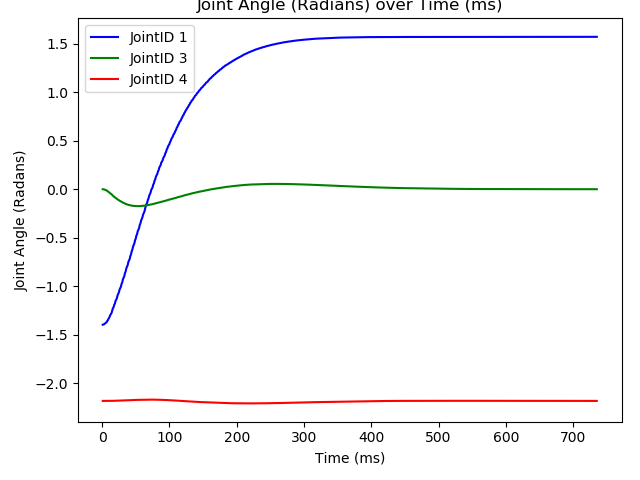 Joint Angle (Radians) over Time (ms)
JointID 1
JointID 3
JointID 4
Joint Angle (Radans)
1.5
1.0
0.5
0.0
−0.5
−1.0
−1.5
−2.0
0 100 200 300 400 500 600 700
Time (ms)